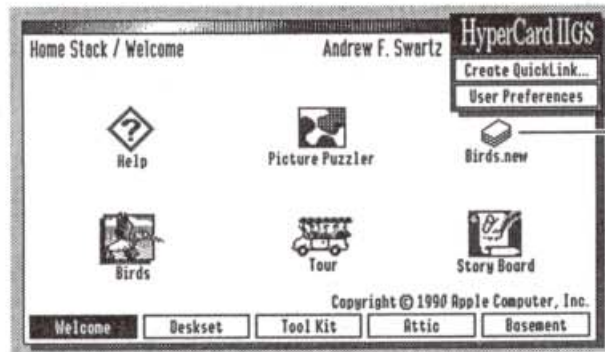 Home Stack / Welcome
Andrew F. Swartz
HyperCard IIGS
Create QuickLink...
User Preferences
Help
Picture Puzzler
Birds.new
Birds
Tour
Story Board
Copyright © 1990 Apple Computer, Inc.
Welcome
Deskset
Tool Kit
Attic
Basement